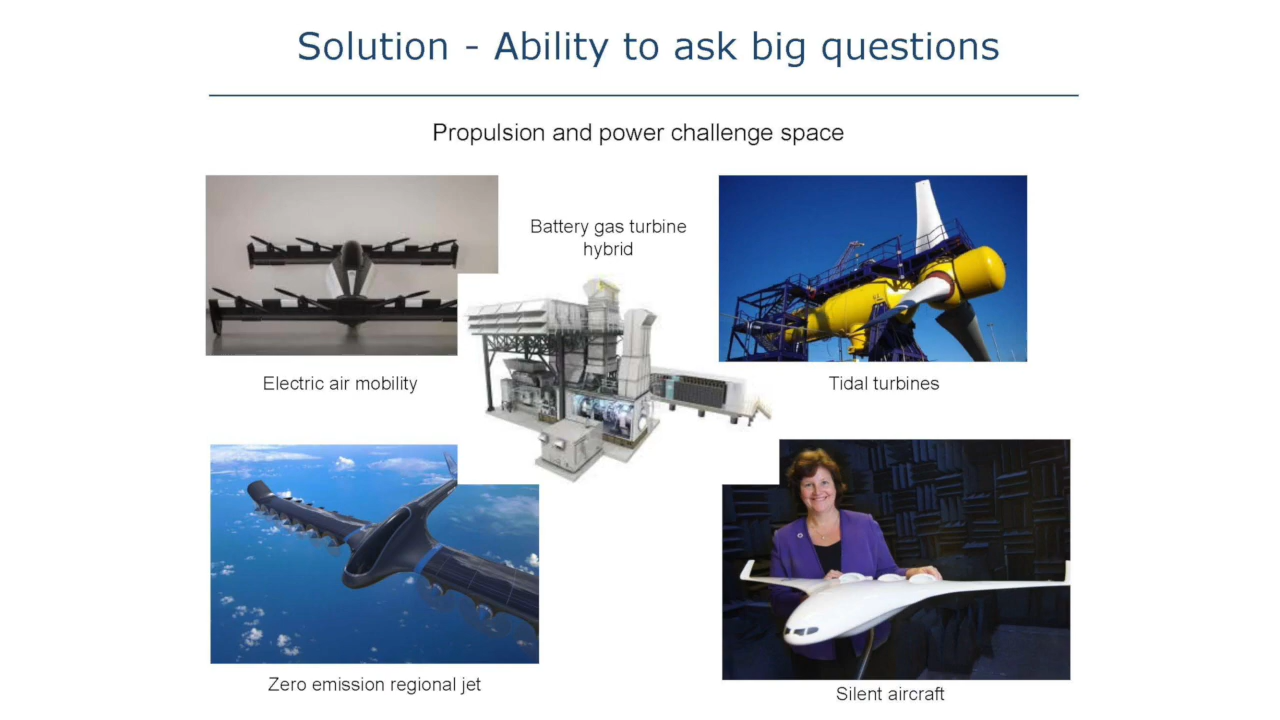 Solution - Ability to ask big questions
Propulsion and power challenge space
Battery gas turbine
hybrid
Electric air mobility
Tidal turbines
Zero emission regional jet
Silent aircraft